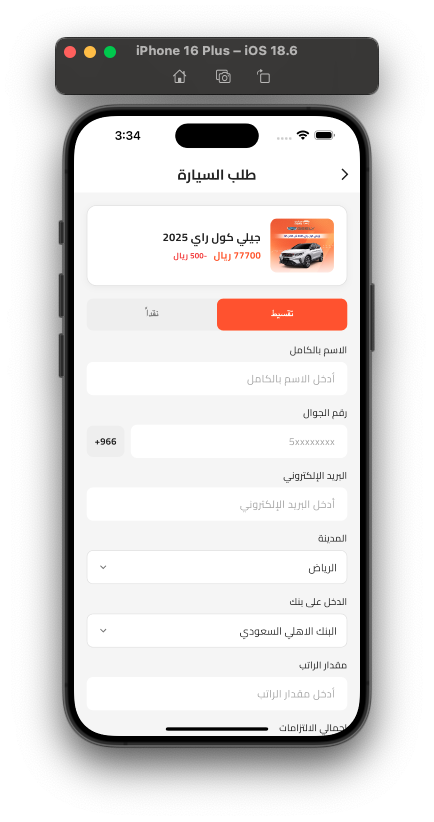 iPhone 16 Plus – iOS 18.6
3:34
طلب السيارة
جيلي كول راي 2025
77700 ريال -500 ريال
تقسيط
نقداً
الاسم بالكامل
أدخل الاسم بالكامل
رقم الجوال
5xxxxxxxx
+966
البريد الإلكتروني
أدخل البريد الإلكتروني
المدينة
الرياض
الدخل على بنك
البنك الاهلي السعودي
مقدار الراتب
أدخل مقدار الراتب
إجمالي الالتزامات